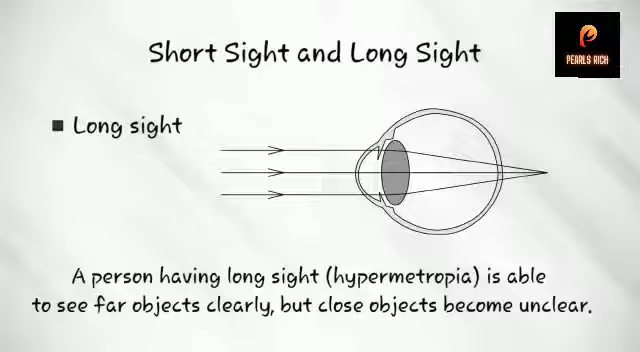 PEARLS RICH
Short Sight and Long Sight
Long sight
A person having long sight (hypermetropia) is able
to see far objects clearly, but close objects become unclear.